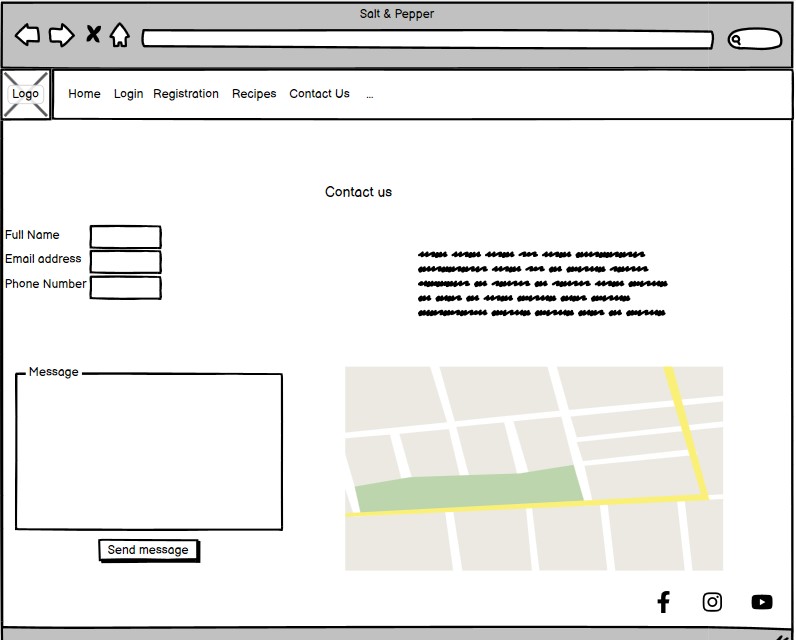 Salt & Pepper
Logo
Home Login Registration Recipes Contact Us ...
Contact us
Full Name
Email address
Phone Number
Message
Send message